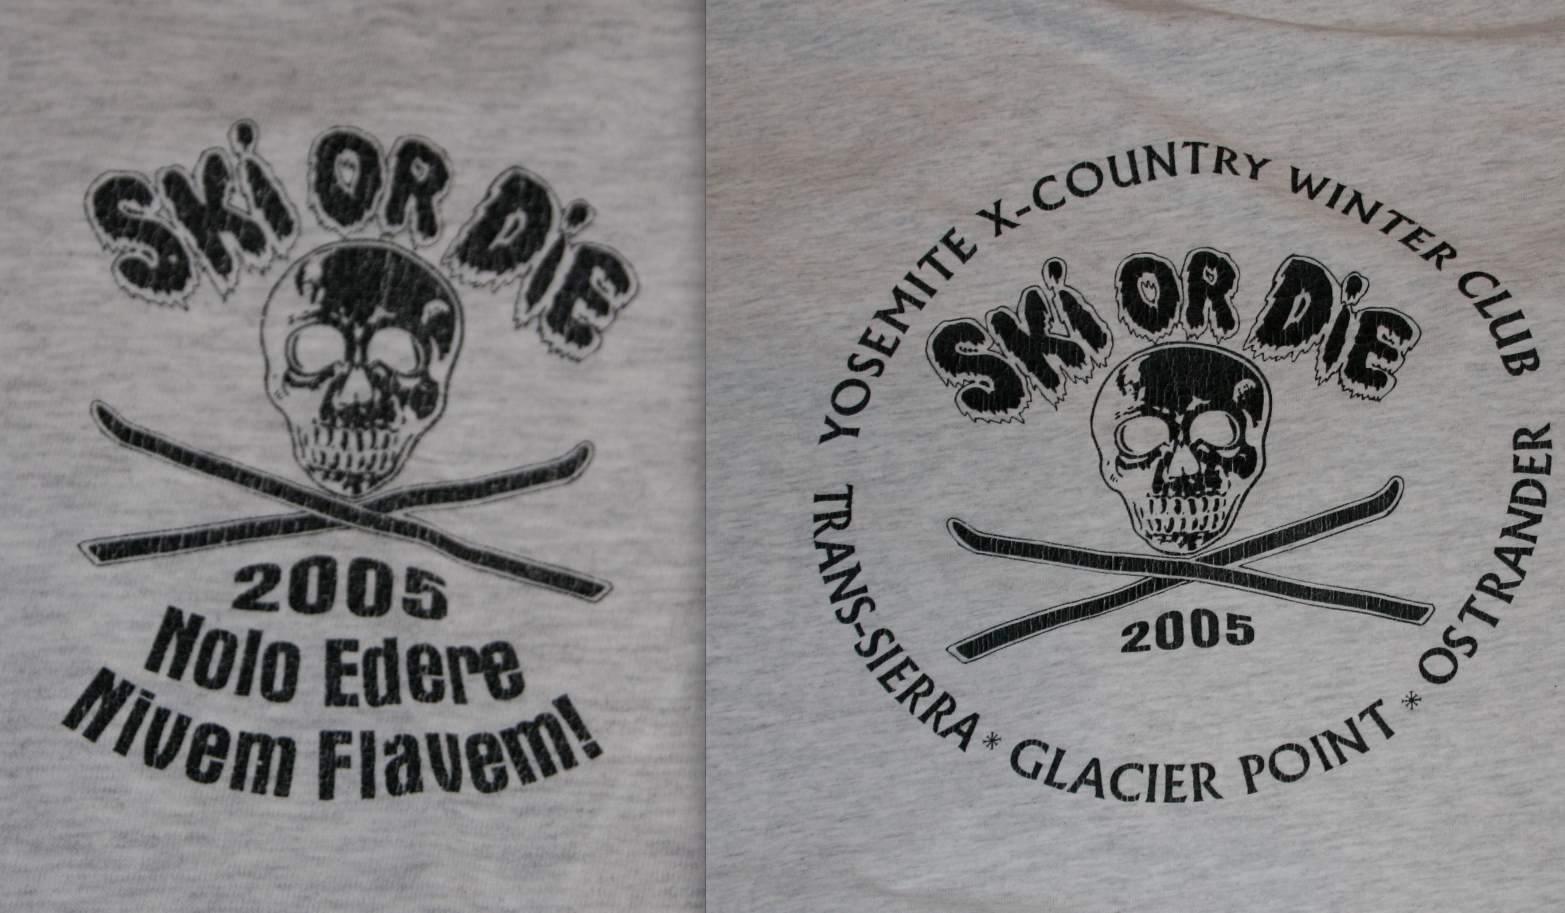 SKi OR DiE
2005
Nolo Edere
Nivem Flavem!
YOSEMITE X-COUNTRY WINTER CLUB
SKi OR DiE
2005
TRANS-SIERRA * GLACIER POINT * OSTRANDER